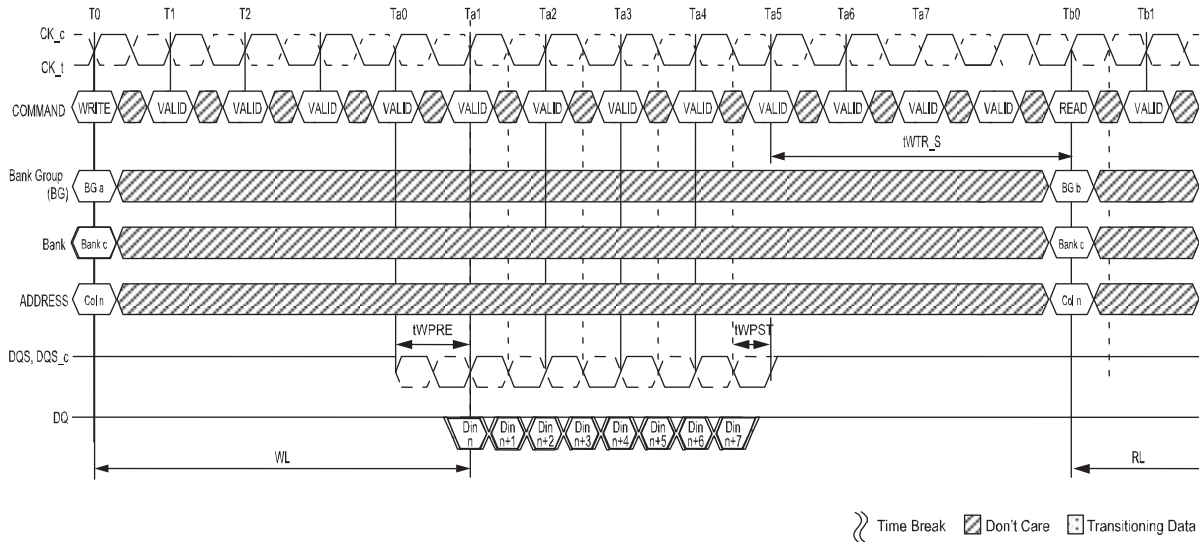 T0 T1 T2 Ta0 Ta1 Ta2 Ta3 Ta4 Ta5 Ta6 Ta7 Tb0 Tb1
CK_c
CK_t
COMMAND WRITE VALID VALID VALID VALID VALID VALID VALID VALID VALID VALID VALID VALID READ VALID
tWTR_S
Bank Group
(BG)
BG a BG b
Bank Bank c Bank c
ADDRESS Col n Col n
tWPRE tWPST
DQS, DQS_c
DQ
Din n Din n+1 Din n+2 Din n+3 Din n+4 Din n+5 Din n+6 Din n+7
WL RL
Time Break Don't Care Transitioning Data